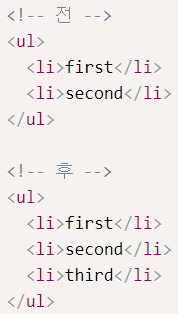 <!-- 전 -->
<ul>
  <li>first</li>
  <li>second</li>
</ul>

<!-- 후 -->
<ul>
  <li>first</li>
  <li>second</li>
  <li>third</li>
</ul>